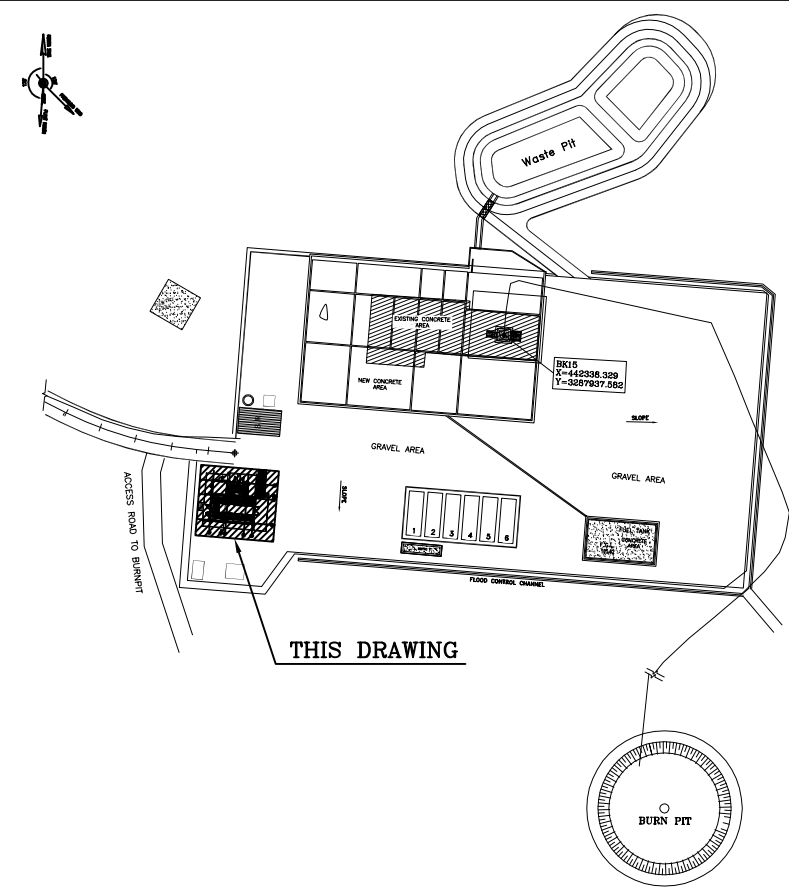 Waste Pit
EXISTING CONCRETE
AREA
BK15
X=442338.329
Y=3287937.582
NEW CONCRETE
AREA
SLOPE
GRAVEL AREA
GRAVEL AREA
SLOPE
ACCESS ROAD TO BURNPIT
1 2 3 4 5 6
FUEL TANK
CONCRETE
AREA
FLOOD CONTROL CHANNEL
THIS DRAWING
BURN PIT